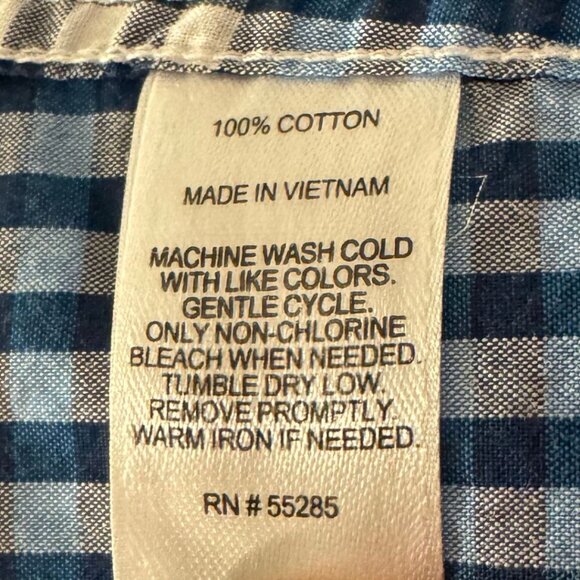 100% COTTON
MADE IN VIETNAM
MACHINE WASH COLD
WITH LIKE COLORS.
GENTLE CYCLE.
ONLY NON-CHLORINE
BLEACH WHEN NEEDED.
TUMBLE DRY LOW.
REMOVE PROMPTLY.
WARM IRON IF NEEDED.
RN # 55285